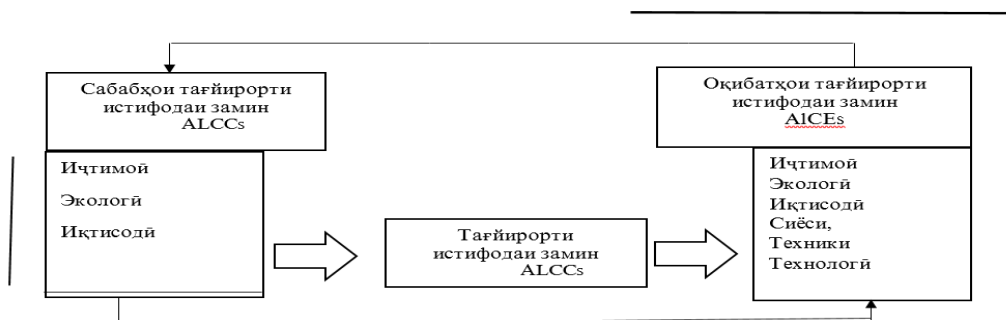 Сабабҳои тағйирорти
истифодаи замин
ALCCs
Иҷтимоӣ
Экологӣ
Иқтисодӣ
Тағйирорти
истифодаи замин
ALCCs
Оқибатҳои тағйирорти
истифодаи замин
AlCEs
Иҷтимоӣ
Экологӣ
Иқтисодӣ
Сиёси,
Техники
Технологӣ